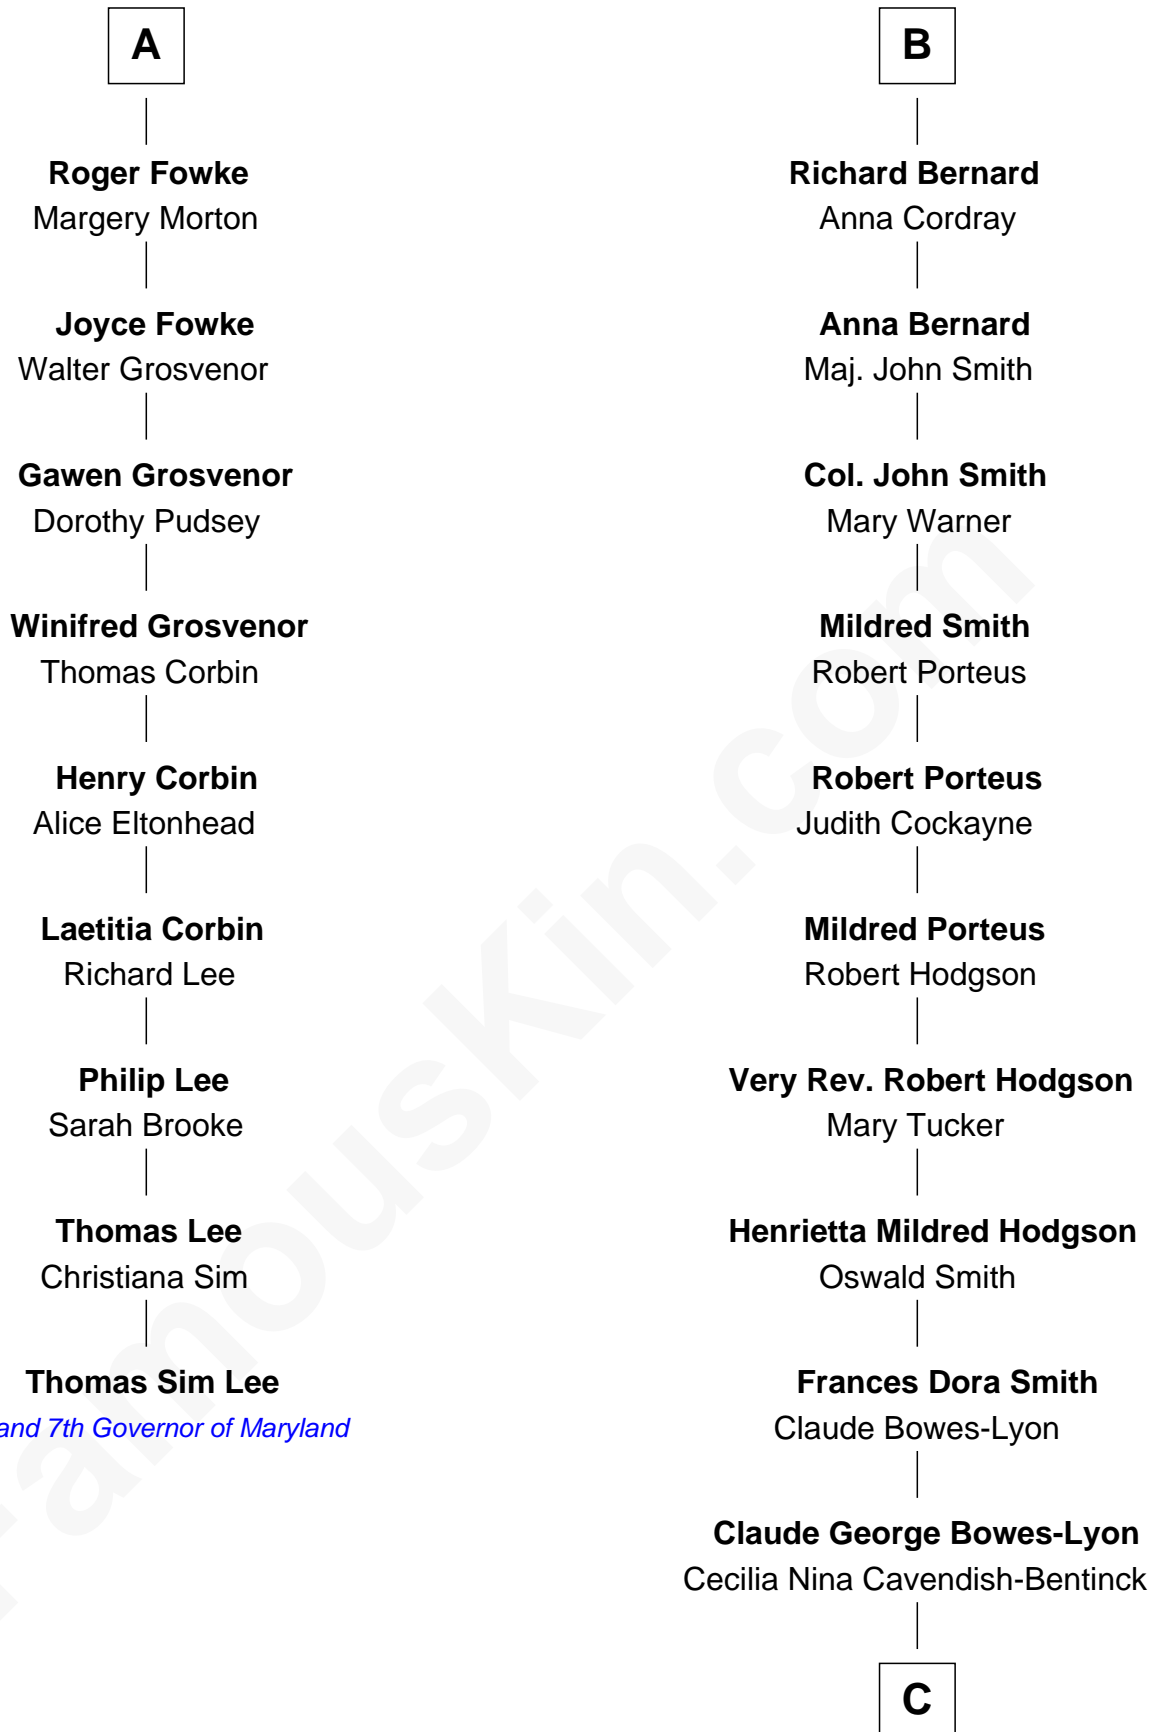 A
Roger Fowke
Margery Morton
Joyce Fowke
Walter Grosvenor
Gawen Grosvenor
Dorothy Pudsey
Winifred Grosvenor
Thomas Corbin
Henry Corbin
Alice Eltonhead
Laetitia Corbin
Richard Lee
Philip Lee
Sarah Brooke
Thomas Lee
Christiana Sim
Thomas Sim Lee
and 7th Governor of Maryland
B
Richard Bernard
Anna Cordray
Anna Bernard
Maj. John Smith
Col. John Smith
Mary Warner
Mildred Smith
Robert Porteus
Robert Porteus
Judith Cockayne
Mildred Porteus
Robert Hodgson
Very Rev. Robert Hodgson
Mary Tucker
Henrietta Mildred Hodgson
Oswald Smith
Frances Dora Smith
Claude Bowes-Lyon
Claude George Bowes-Lyon
Cecilia Nina Cavendish-Bentinck
C
FamousKin.com